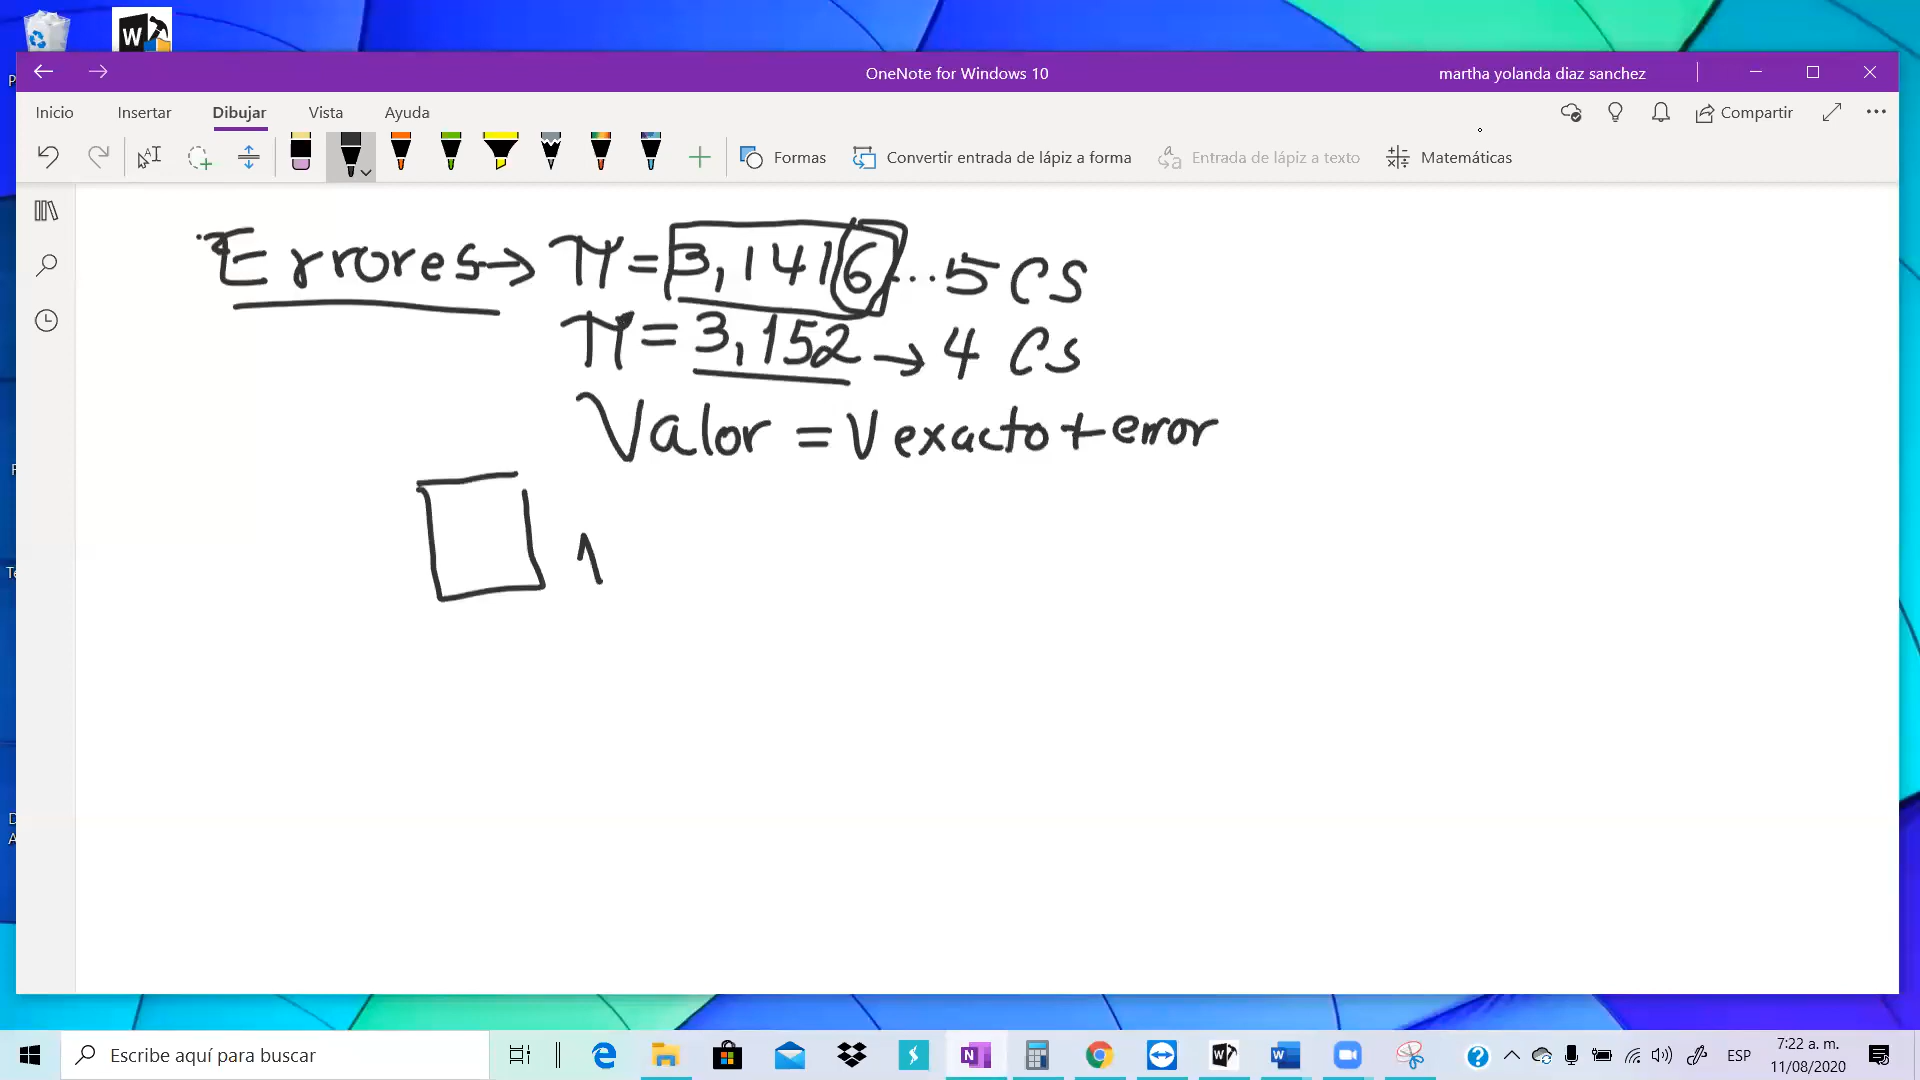 OneNote for Windows 10
martha yolanda diaz sanchez
Inicio Insertar Dibujar Vista Ayuda Compartir
Formas Convertir entrada de lápiz a forma Entrada de lápiz a texto Matemáticas
Errores → π = 3,1416... 5 CS
π = 3,152 → 4 CS
Valor = V exacto + error
1
Escribe aquí para buscar
ESP
7:22 a. m.
11/08/2020